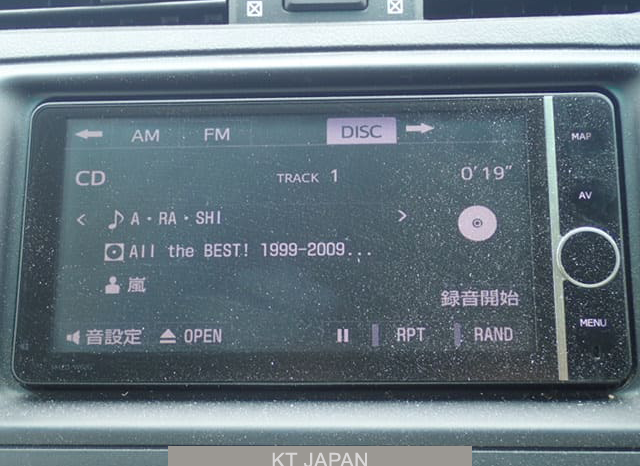 AM FM DISC
MAP
CD TRACK 1 0'19"
AV
A・RA・SHI
All the BEST! 1999-2009...
嵐
録音開始
MENU
音設定 OPEN RPT RAND
KT JAPAN